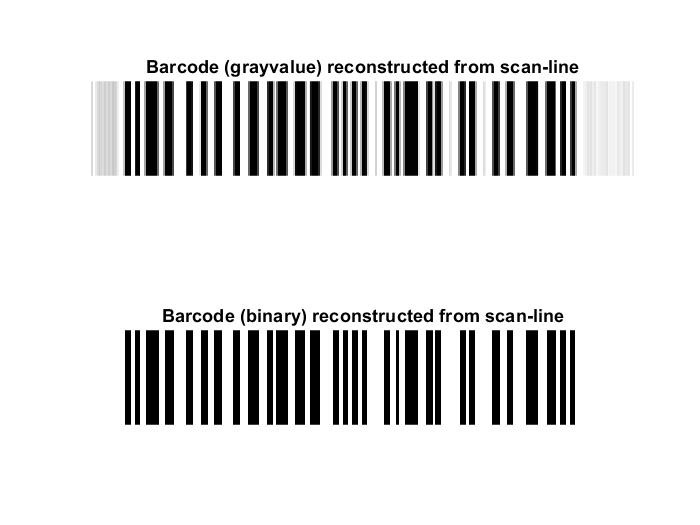 Barcode (grayvalue) reconstructed from scan-line
Barcode (binary) reconstructed from scan-line